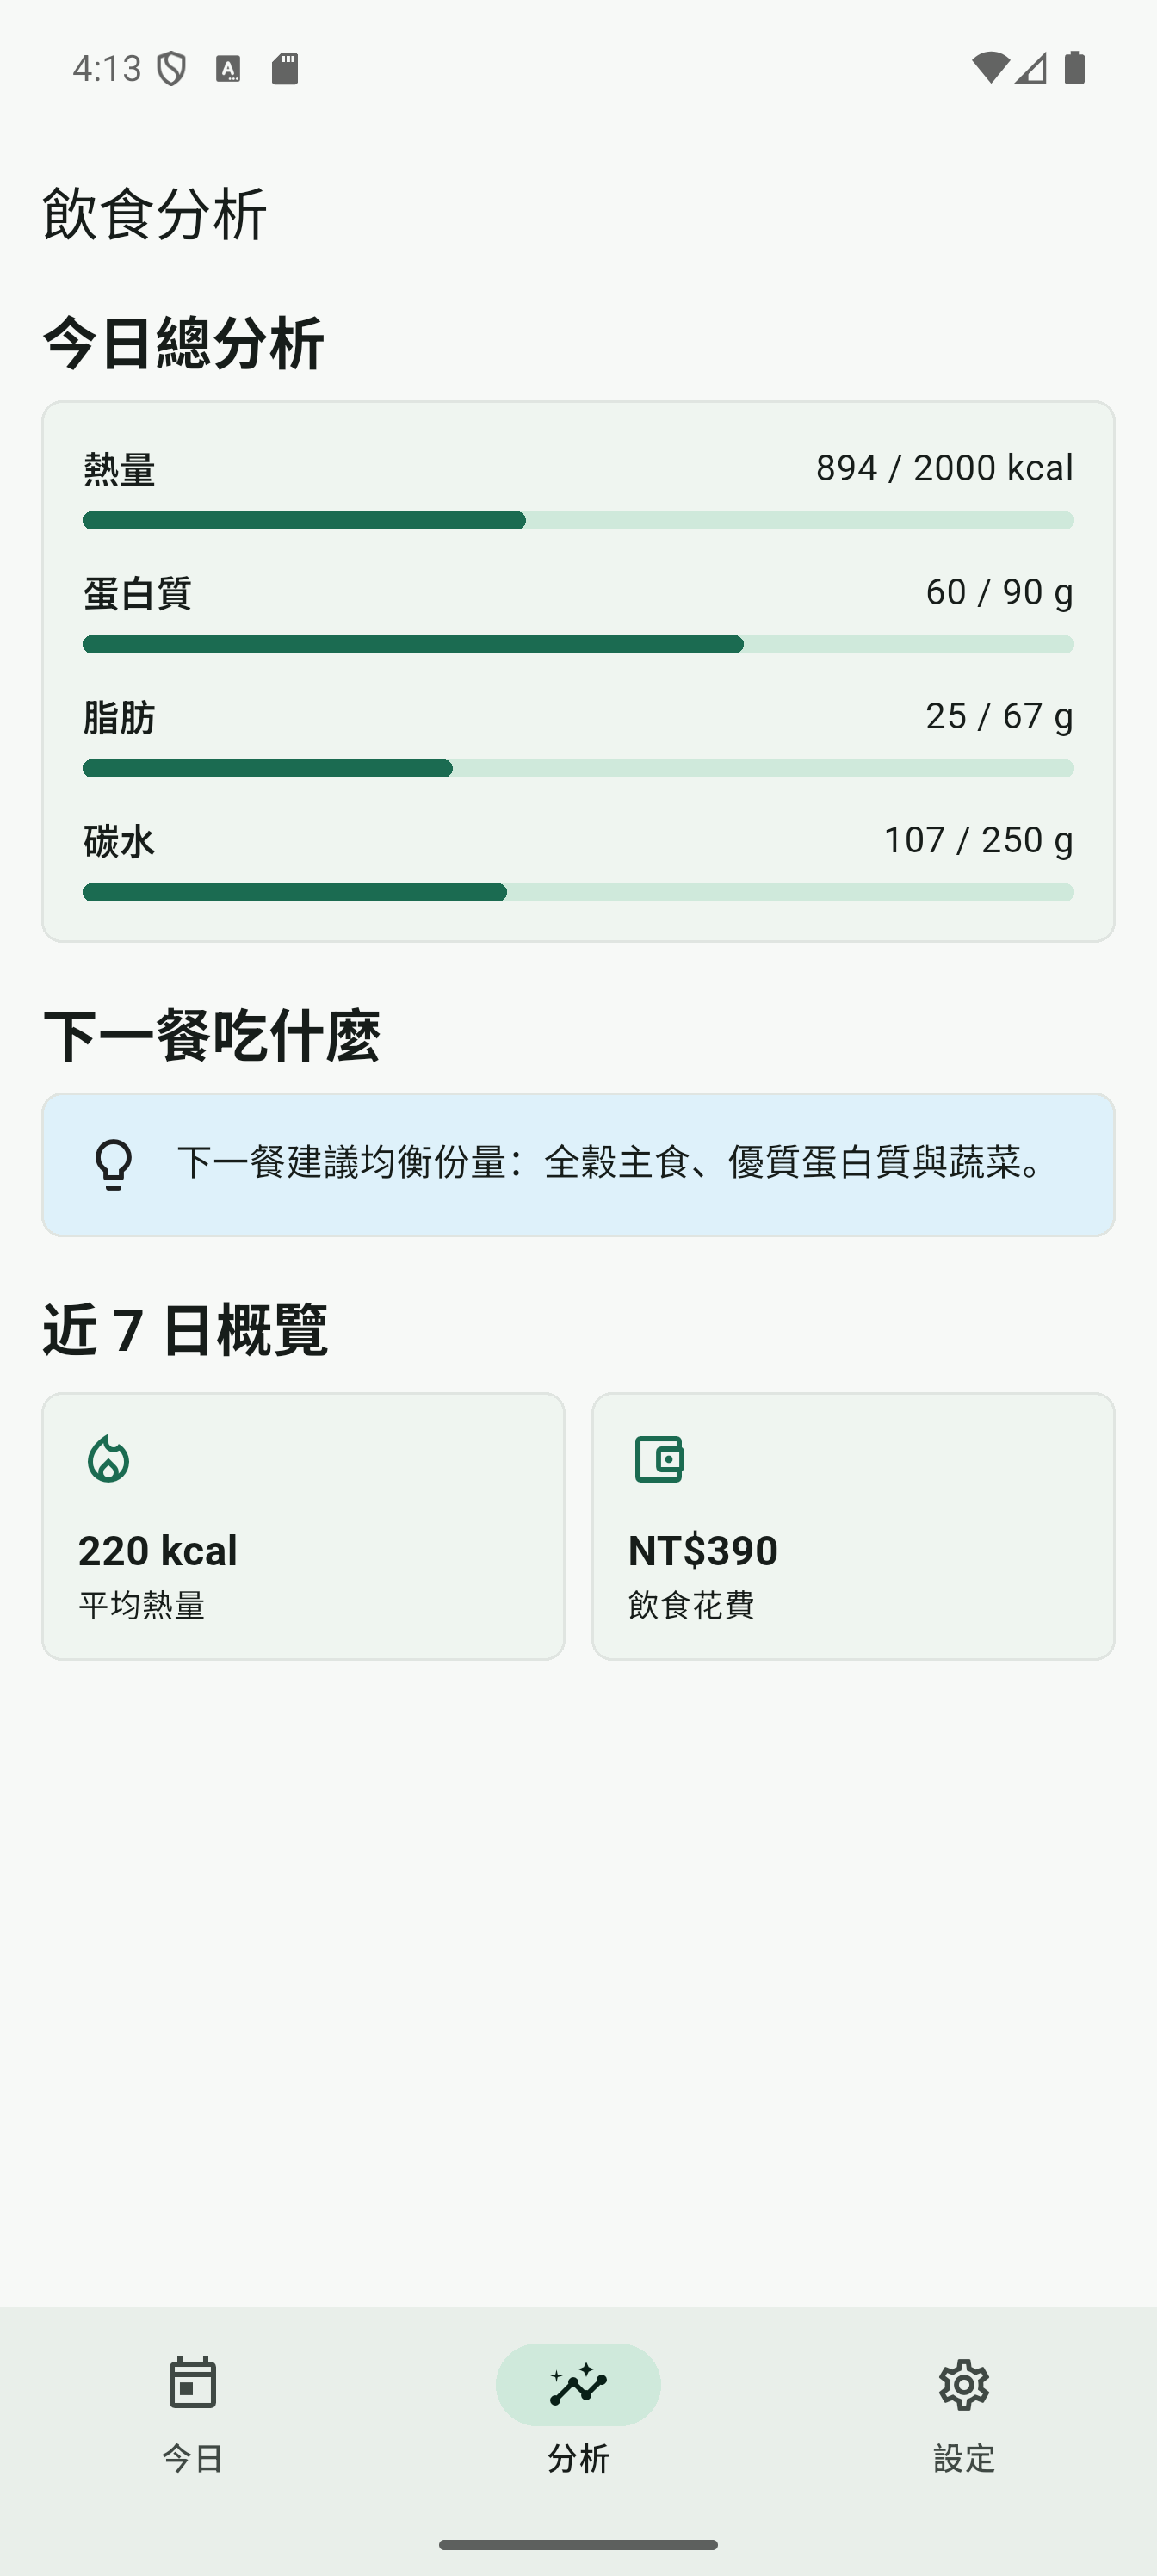 4:13
飲食分析
今日總分析
熱量 894 / 2000 kcal
蛋白質 60 / 90 g
脂肪 25 / 67 g
碳水 107 / 250 g
下一餐吃什麼
下一餐建議均衡份量：全穀主食、優質蛋白質與蔬菜。
近 7 日概覽
220 kcal
平均熱量
NT$390
飲食花費
今日
分析
設定